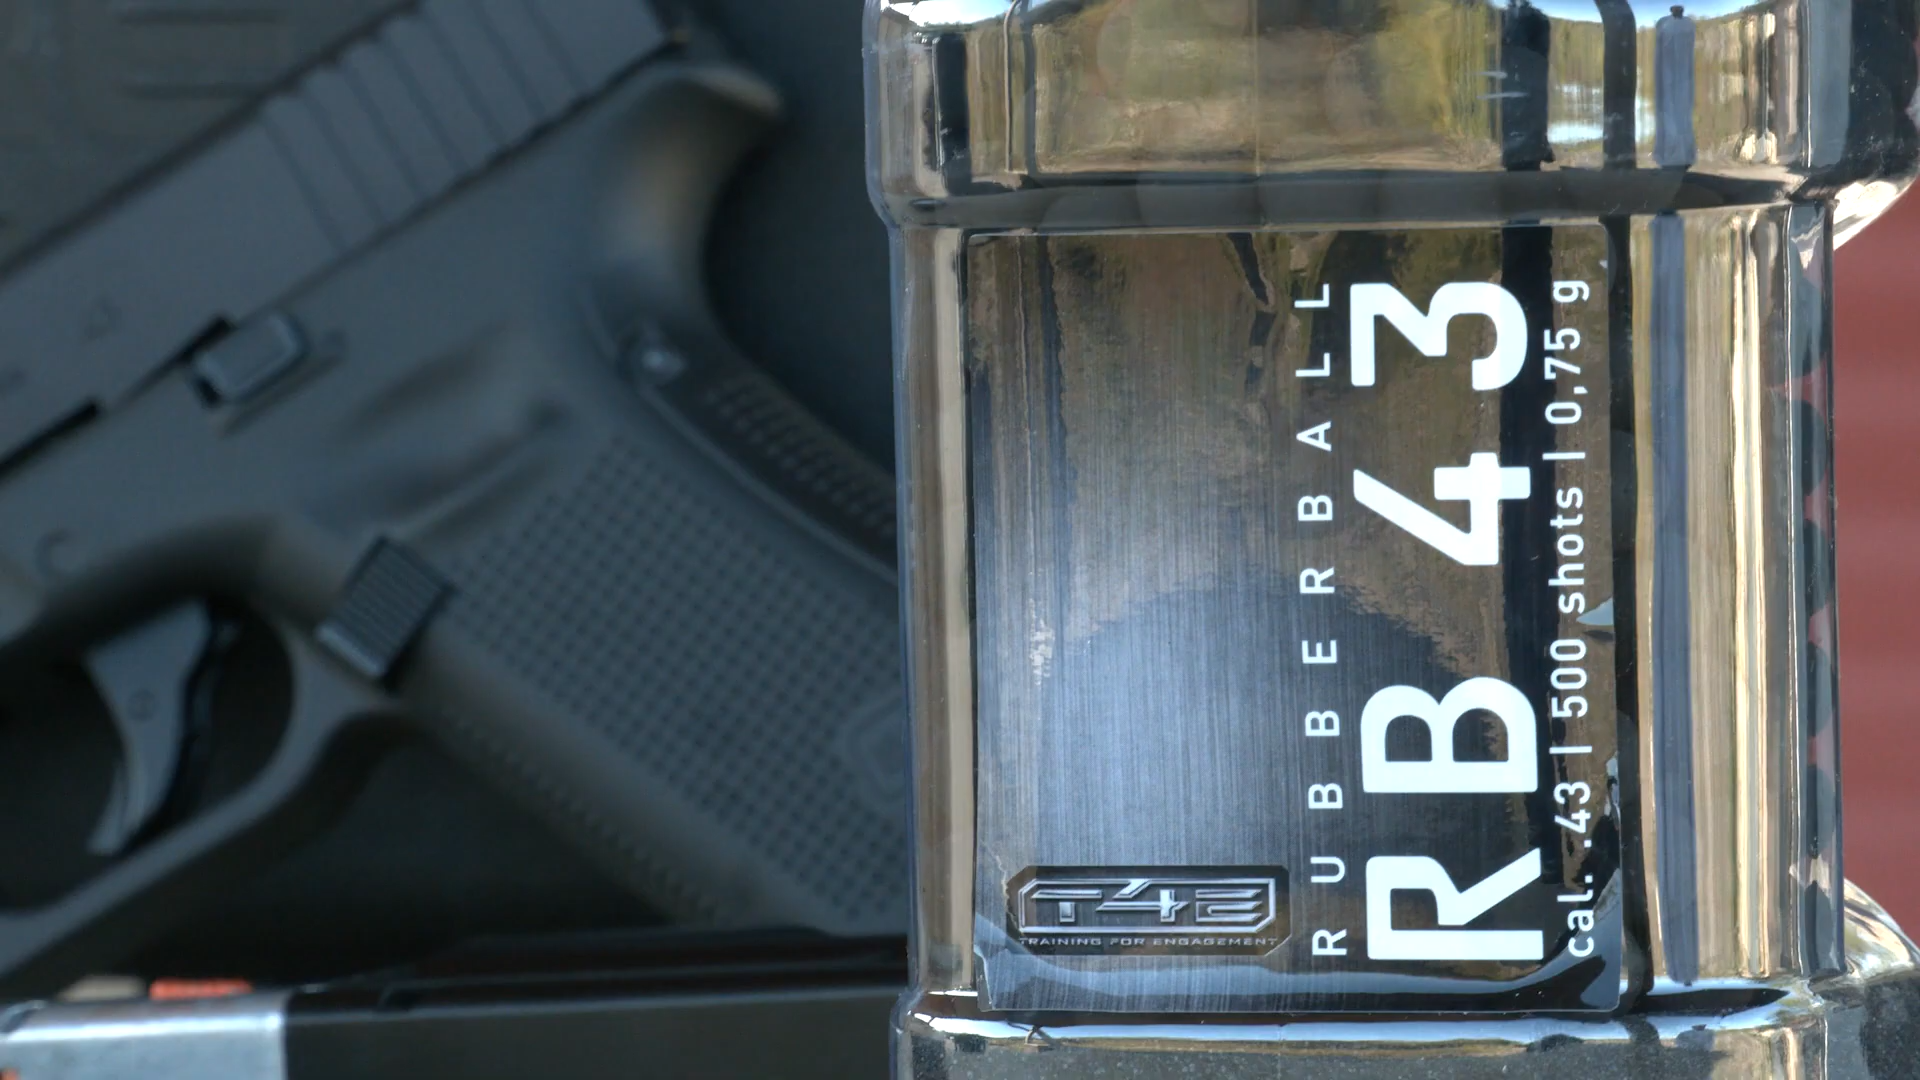 RUBBERBALL
RB 43
cal. .43 | 500 shots | 0,75 g
T4E
TRAINING FOR ENGAGEMENT